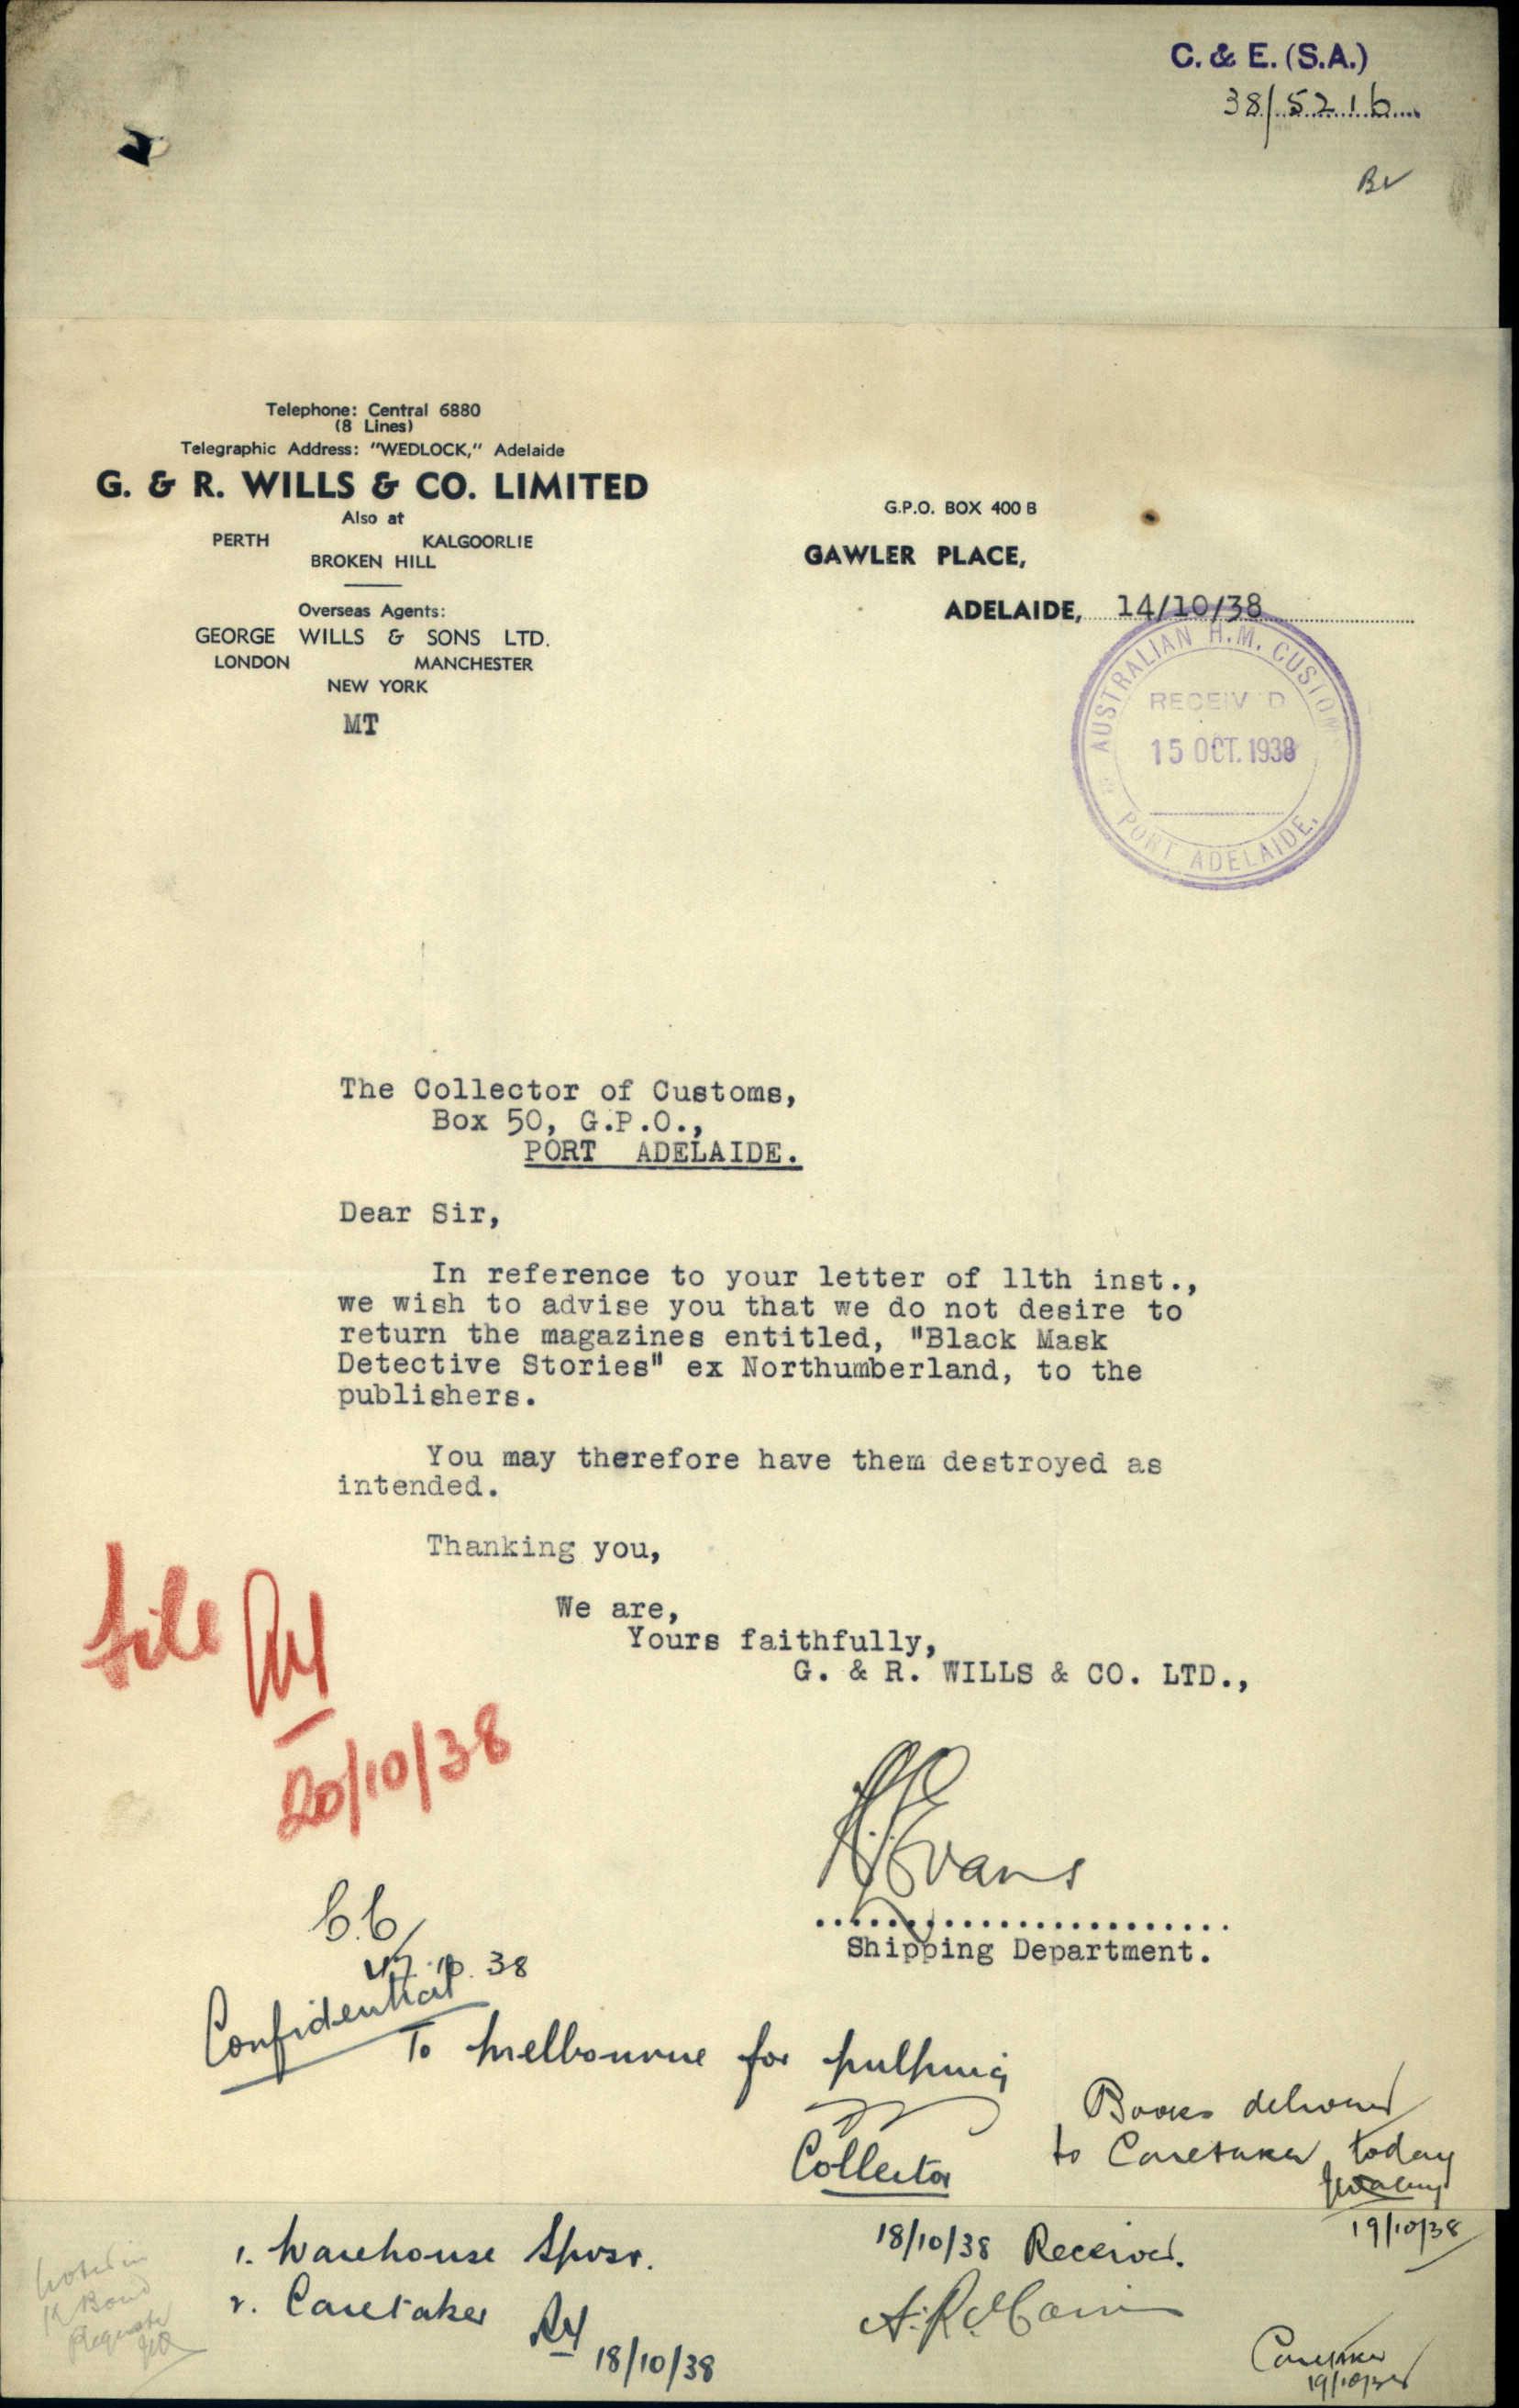 C. & E. (S.A.)
38/5216
Telephone: Central 6880
(8 Lines)
Telegraphic Address: "WEDLOCK," Adelaide
G. & R. WILLS & CO. LIMITED
Also at
PERTH KALGOORLIE
BROKEN HILL
Overseas Agents:
GEORGE WILLS & SONS LTD.
LONDON MANCHESTER
NEW YORK
MT
G.P.O. BOX 400 B
GAWLER PLACE,
ADELAIDE, 14/10/38
AUSTRALIAN H.M. CUSTOMS
RECEIV D
15 OCT. 1938
PORT ADELAIDE.
The Collector of Customs,
Box 50, G.P.O.,
PORT ADELAIDE.
Dear Sir,
In reference to your letter of 11th inst.,
we wish to advise you that we do not desire to
return the magazines entitled, "Black Mask
Detective Stories" ex Northumberland, to the
publishers.
You may therefore have them destroyed as
intended.
Thanking you,
We are,
Yours faithfully,
G. & R. WILLS & CO. LTD.,
Evans
Shipping Department.
file
20/10/38
38
Confidential
To Melbourne for pulping
Collector
Books delivered
to Caretaker today
19/10/38
1. Warehouse Spvsr.
2. Caretaker
18/10/38
18/10/38 Received.
Caretaker
19/10/38
Noted in
Bond
Register